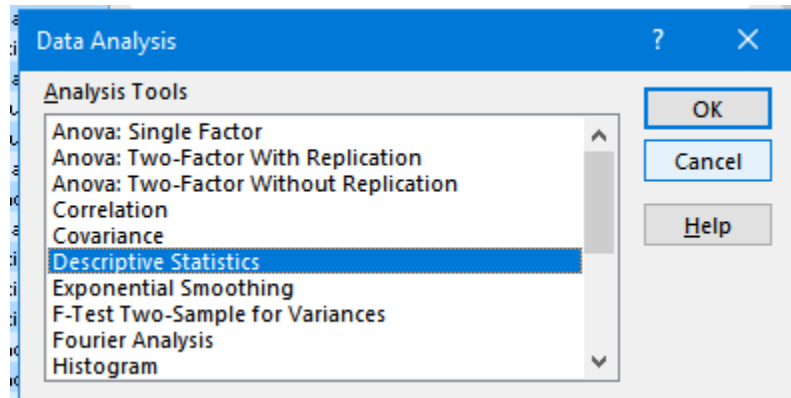 Data Analysis
?
Analysis Tools
OK
Anova: Single Factor
Anova: Two-Factor With Replication
Cancel
Anova: Two-Factor Without Replication
Correlation
Help
Covariance
Descriptive Statistics
Exponential Smoothing
F-Test Two-Sample for Variances
Fourier Analysis
Histogram